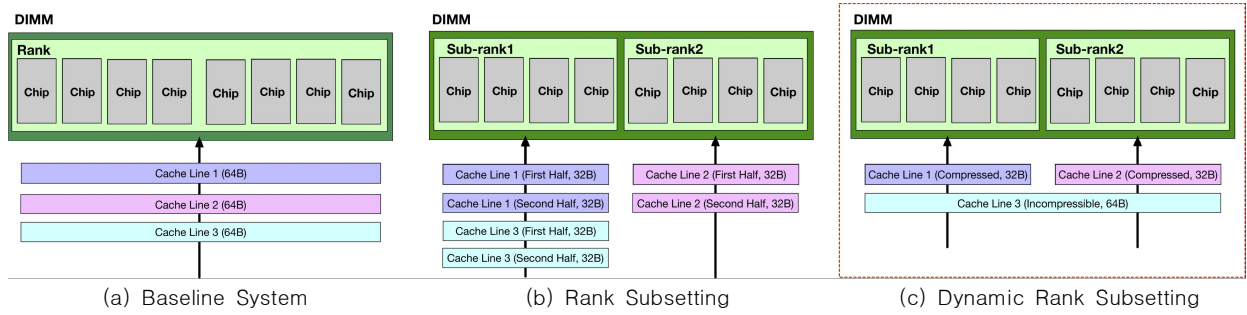 DIMM
Rank
Chip Chip Chip Chip Chip Chip Chip Chip
Cache Line 1 (64B)
Cache Line 2 (64B)
Cache Line 3 (64B)
(a) Baseline System
DIMM
Sub-rank1 Sub-rank2
Chip Chip Chip Chip Chip Chip Chip Chip
Cache Line 1 (First Half, 32B) Cache Line 2 (First Half, 32B)
Cache Line 1 (Second Half, 32B) Cache Line 2 (Second Half, 32B)
Cache Line 3 (First Half, 32B)
Cache Line 3 (Second Half, 32B)
(b) Rank Subsetting
DIMM
Sub-rank1 Sub-rank2
Chip Chip Chip Chip Chip Chip Chip Chip
Cache Line 1 (Compressed, 32B) Cache Line 2 (Compressed, 32B)
Cache Line 3 (Incompressible, 64B)
(c) Dynamic Rank Subsetting